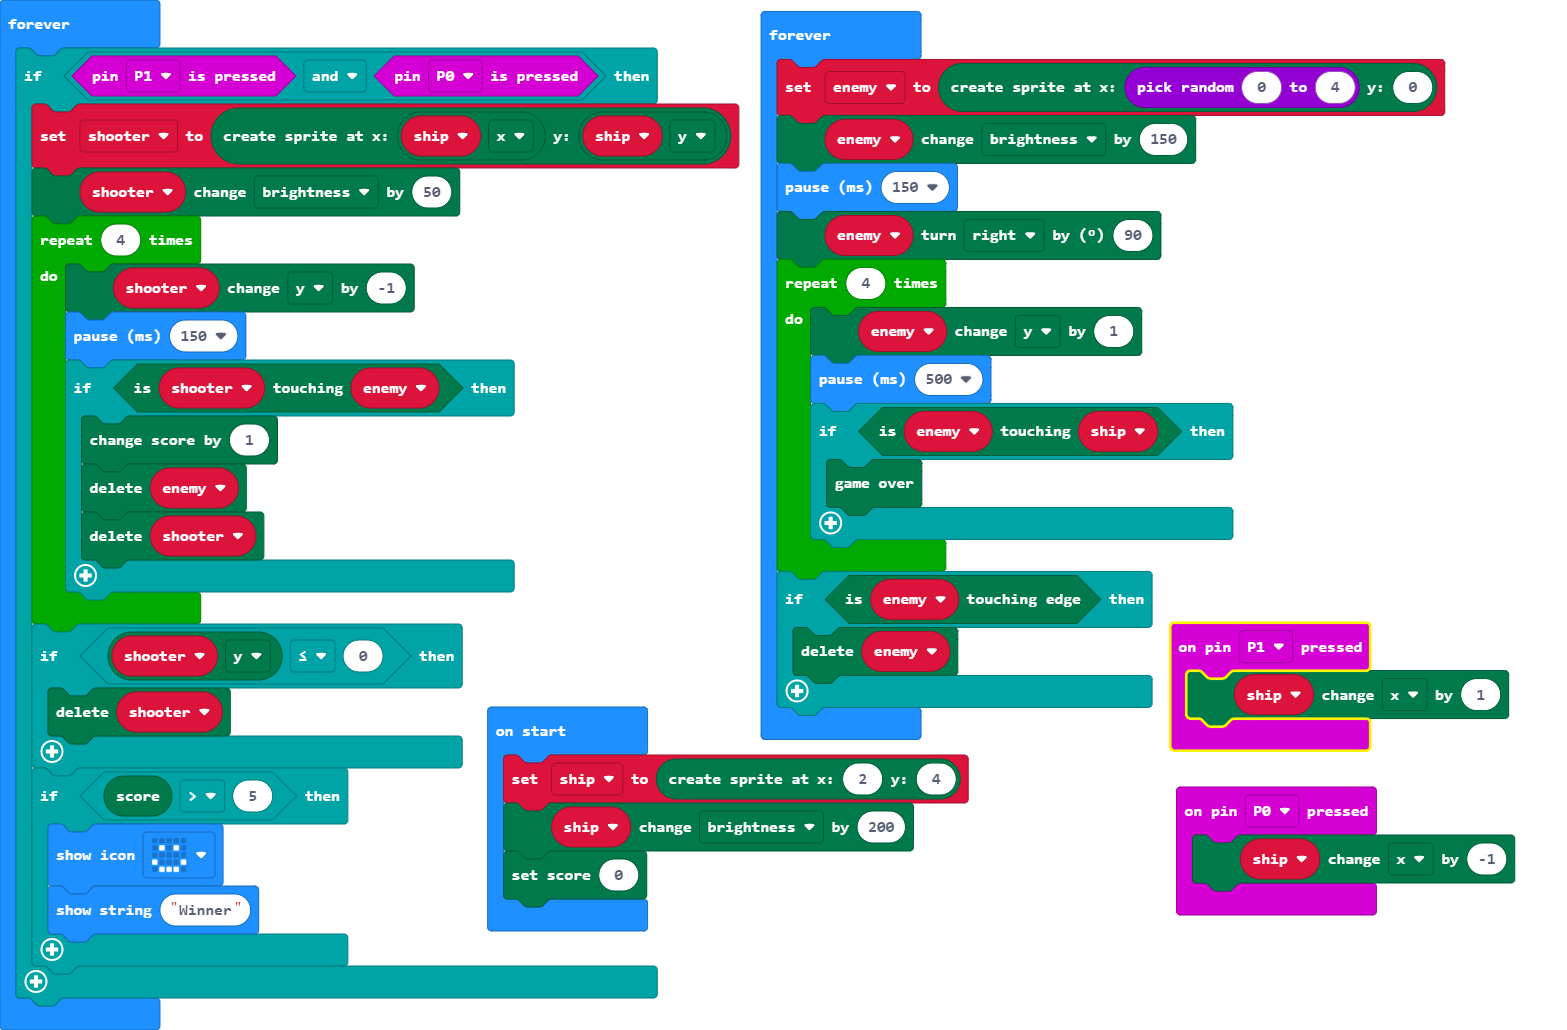 forever
if pin P1 is pressed and pin P0 is pressed then
set shooter to create sprite at x: ship x y: ship y
shooter change brightness by 50
repeat 4 times
do shooter change y by -1
pause (ms) 150
if is shooter touching enemy then
change score by 1
delete enemy
delete shooter
if shooter y ≤ 0 then
delete shooter
if score > 5 then
show icon
show string "Winner"
on start
set ship to create sprite at x: 2 y: 4
ship change brightness by 200
set score 0
forever
set enemy to create sprite at x: pick random 0 to 4 y: 0
enemy change brightness by 150
pause (ms) 150
enemy turn right by (º) 90
repeat 4 times
do enemy change y by 1
pause (ms) 500
if is enemy touching ship then
game over
if is enemy touching edge then
delete enemy
on pin P1 pressed
ship change x by 1
on pin P0 pressed
ship change x by -1